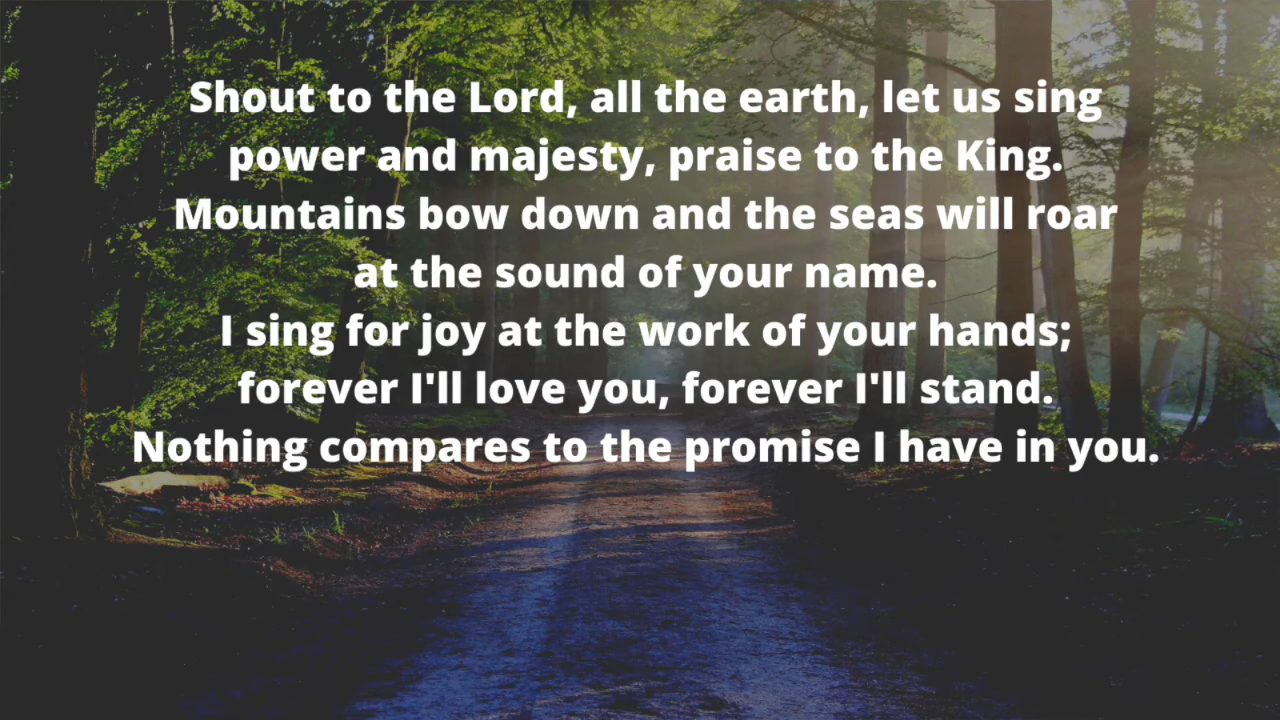 Shout to the Lord, all the earth, let us sing
power and majesty, praise to the King.
Mountains bow down and the seas will roar
at the sound of your name.
I sing for joy at the work of your hands;
forever I'll love you, forever I'll stand.
Nothing compares to the promise I have in you.